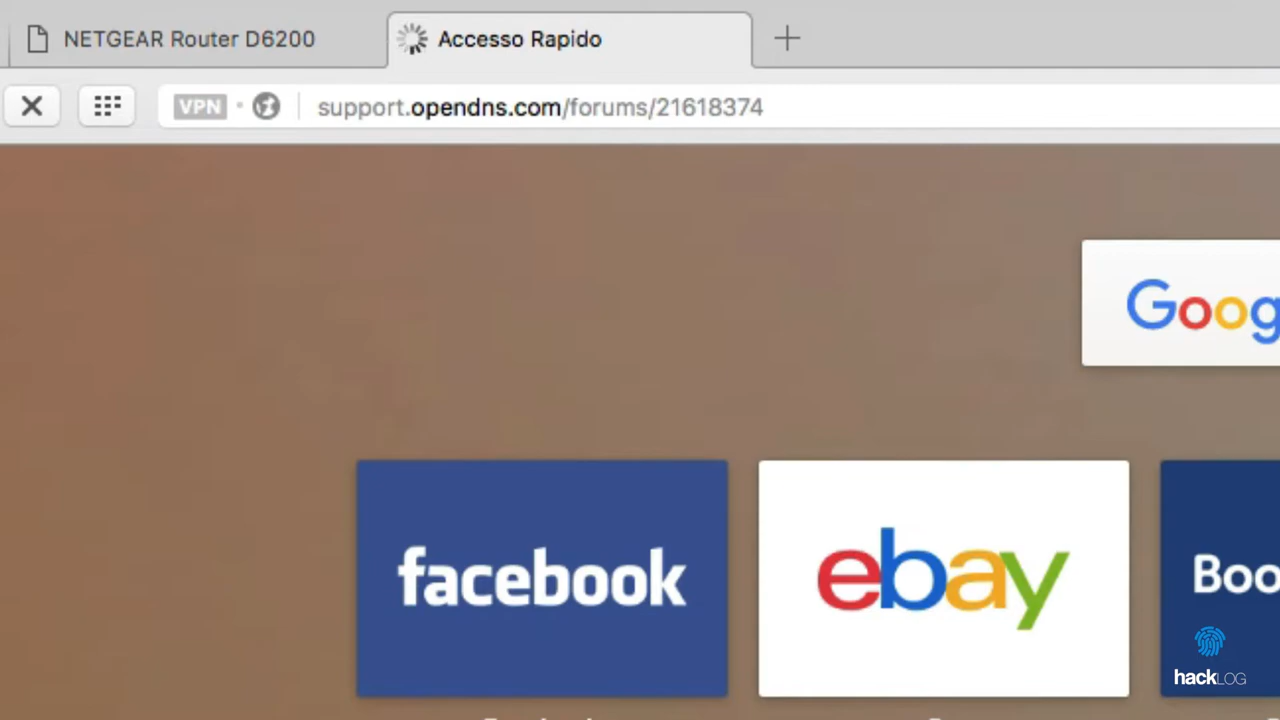 NETGEAR Router D6200
Accesso Rapido
VPN
support.opendns.com/forums/21618374
Goog
facebook
ebay
Boo
hackLOG